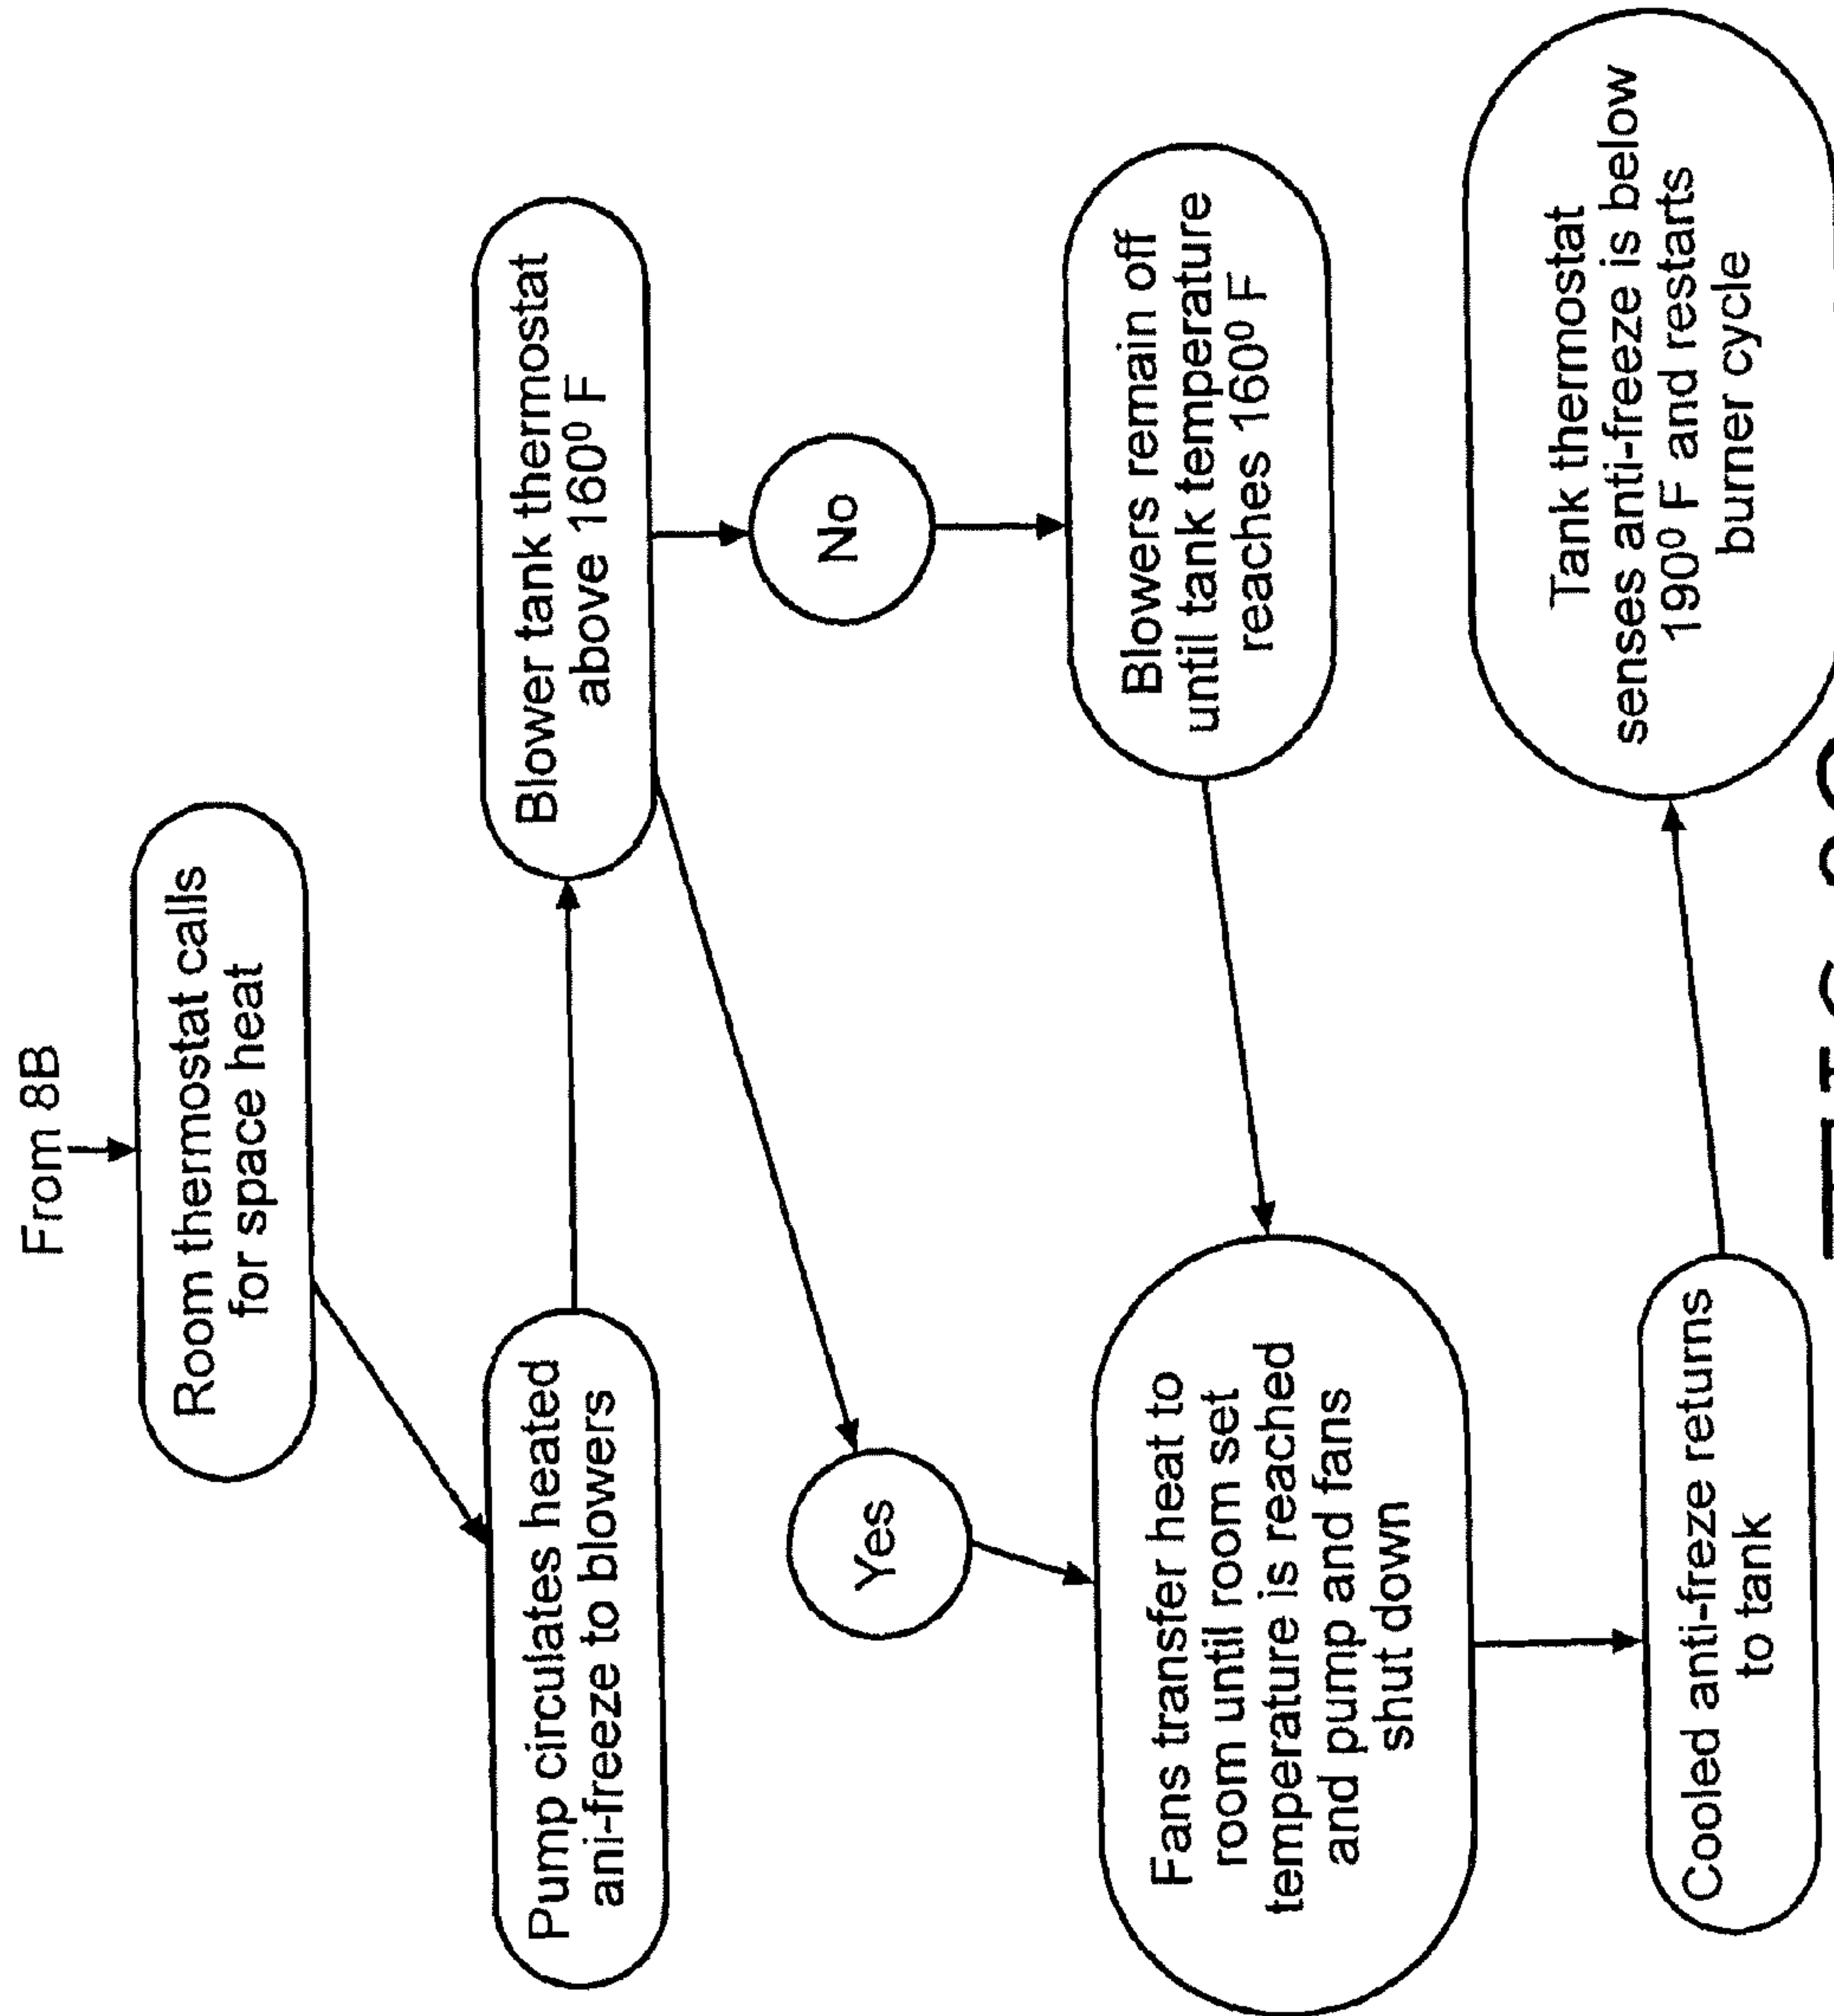 From 8B
Room thermostat calls
for space heat
Pump circulates heated
ani-freeze to blowers
Blower tank thermostat
above 160⁰ F
Yes
No
Fans transfer heat to
room until room set
temperature is reached
and pump and fans
shut down
Blowers remain off
until tank temperature
reaches 160⁰ F
Cooled anti-freeze returns
to tank
Tank thermostat
senses anti-freeze is below
190⁰ F and restarts
burner cycle